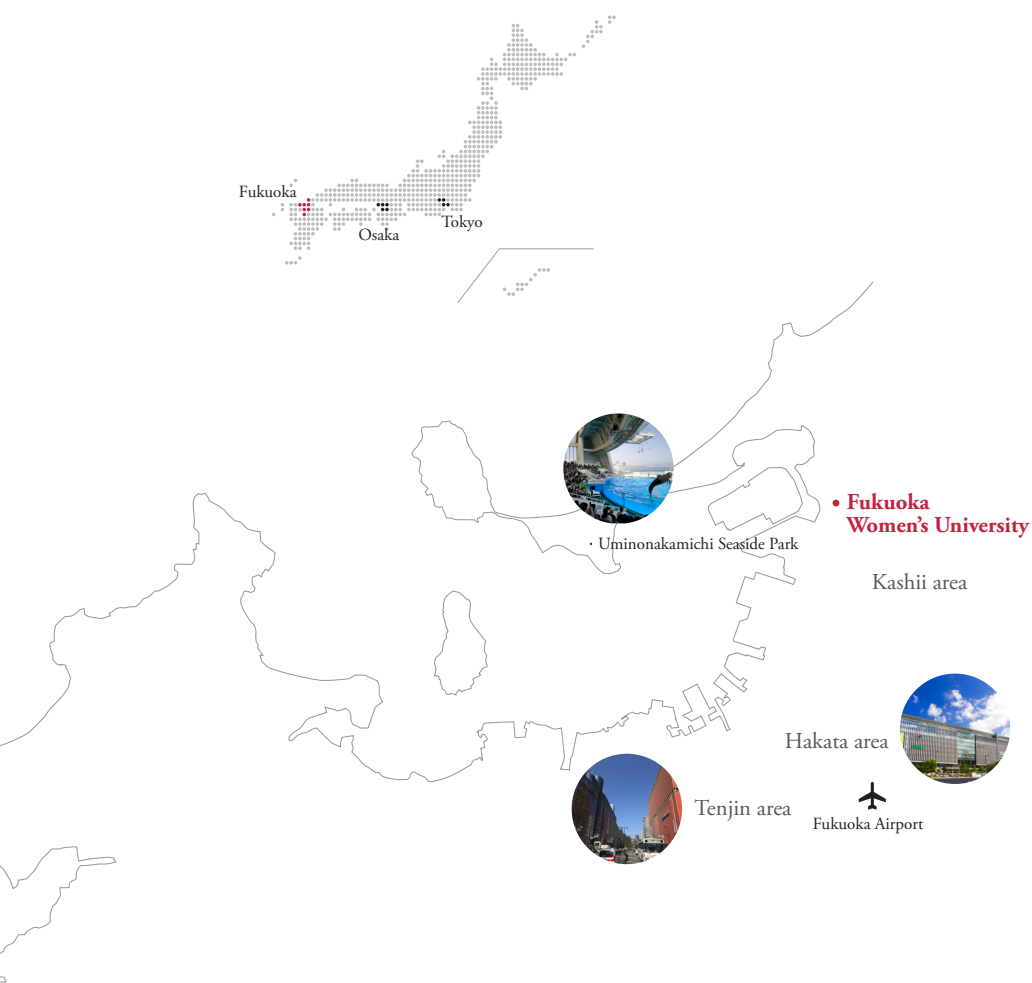 Fukuoka
Osaka
Tokyo
• Fukuoka
Women's University
· Uminonakamichi Seaside Park
Kashii area
Hakata area
Tenjin area
Fukuoka Airport